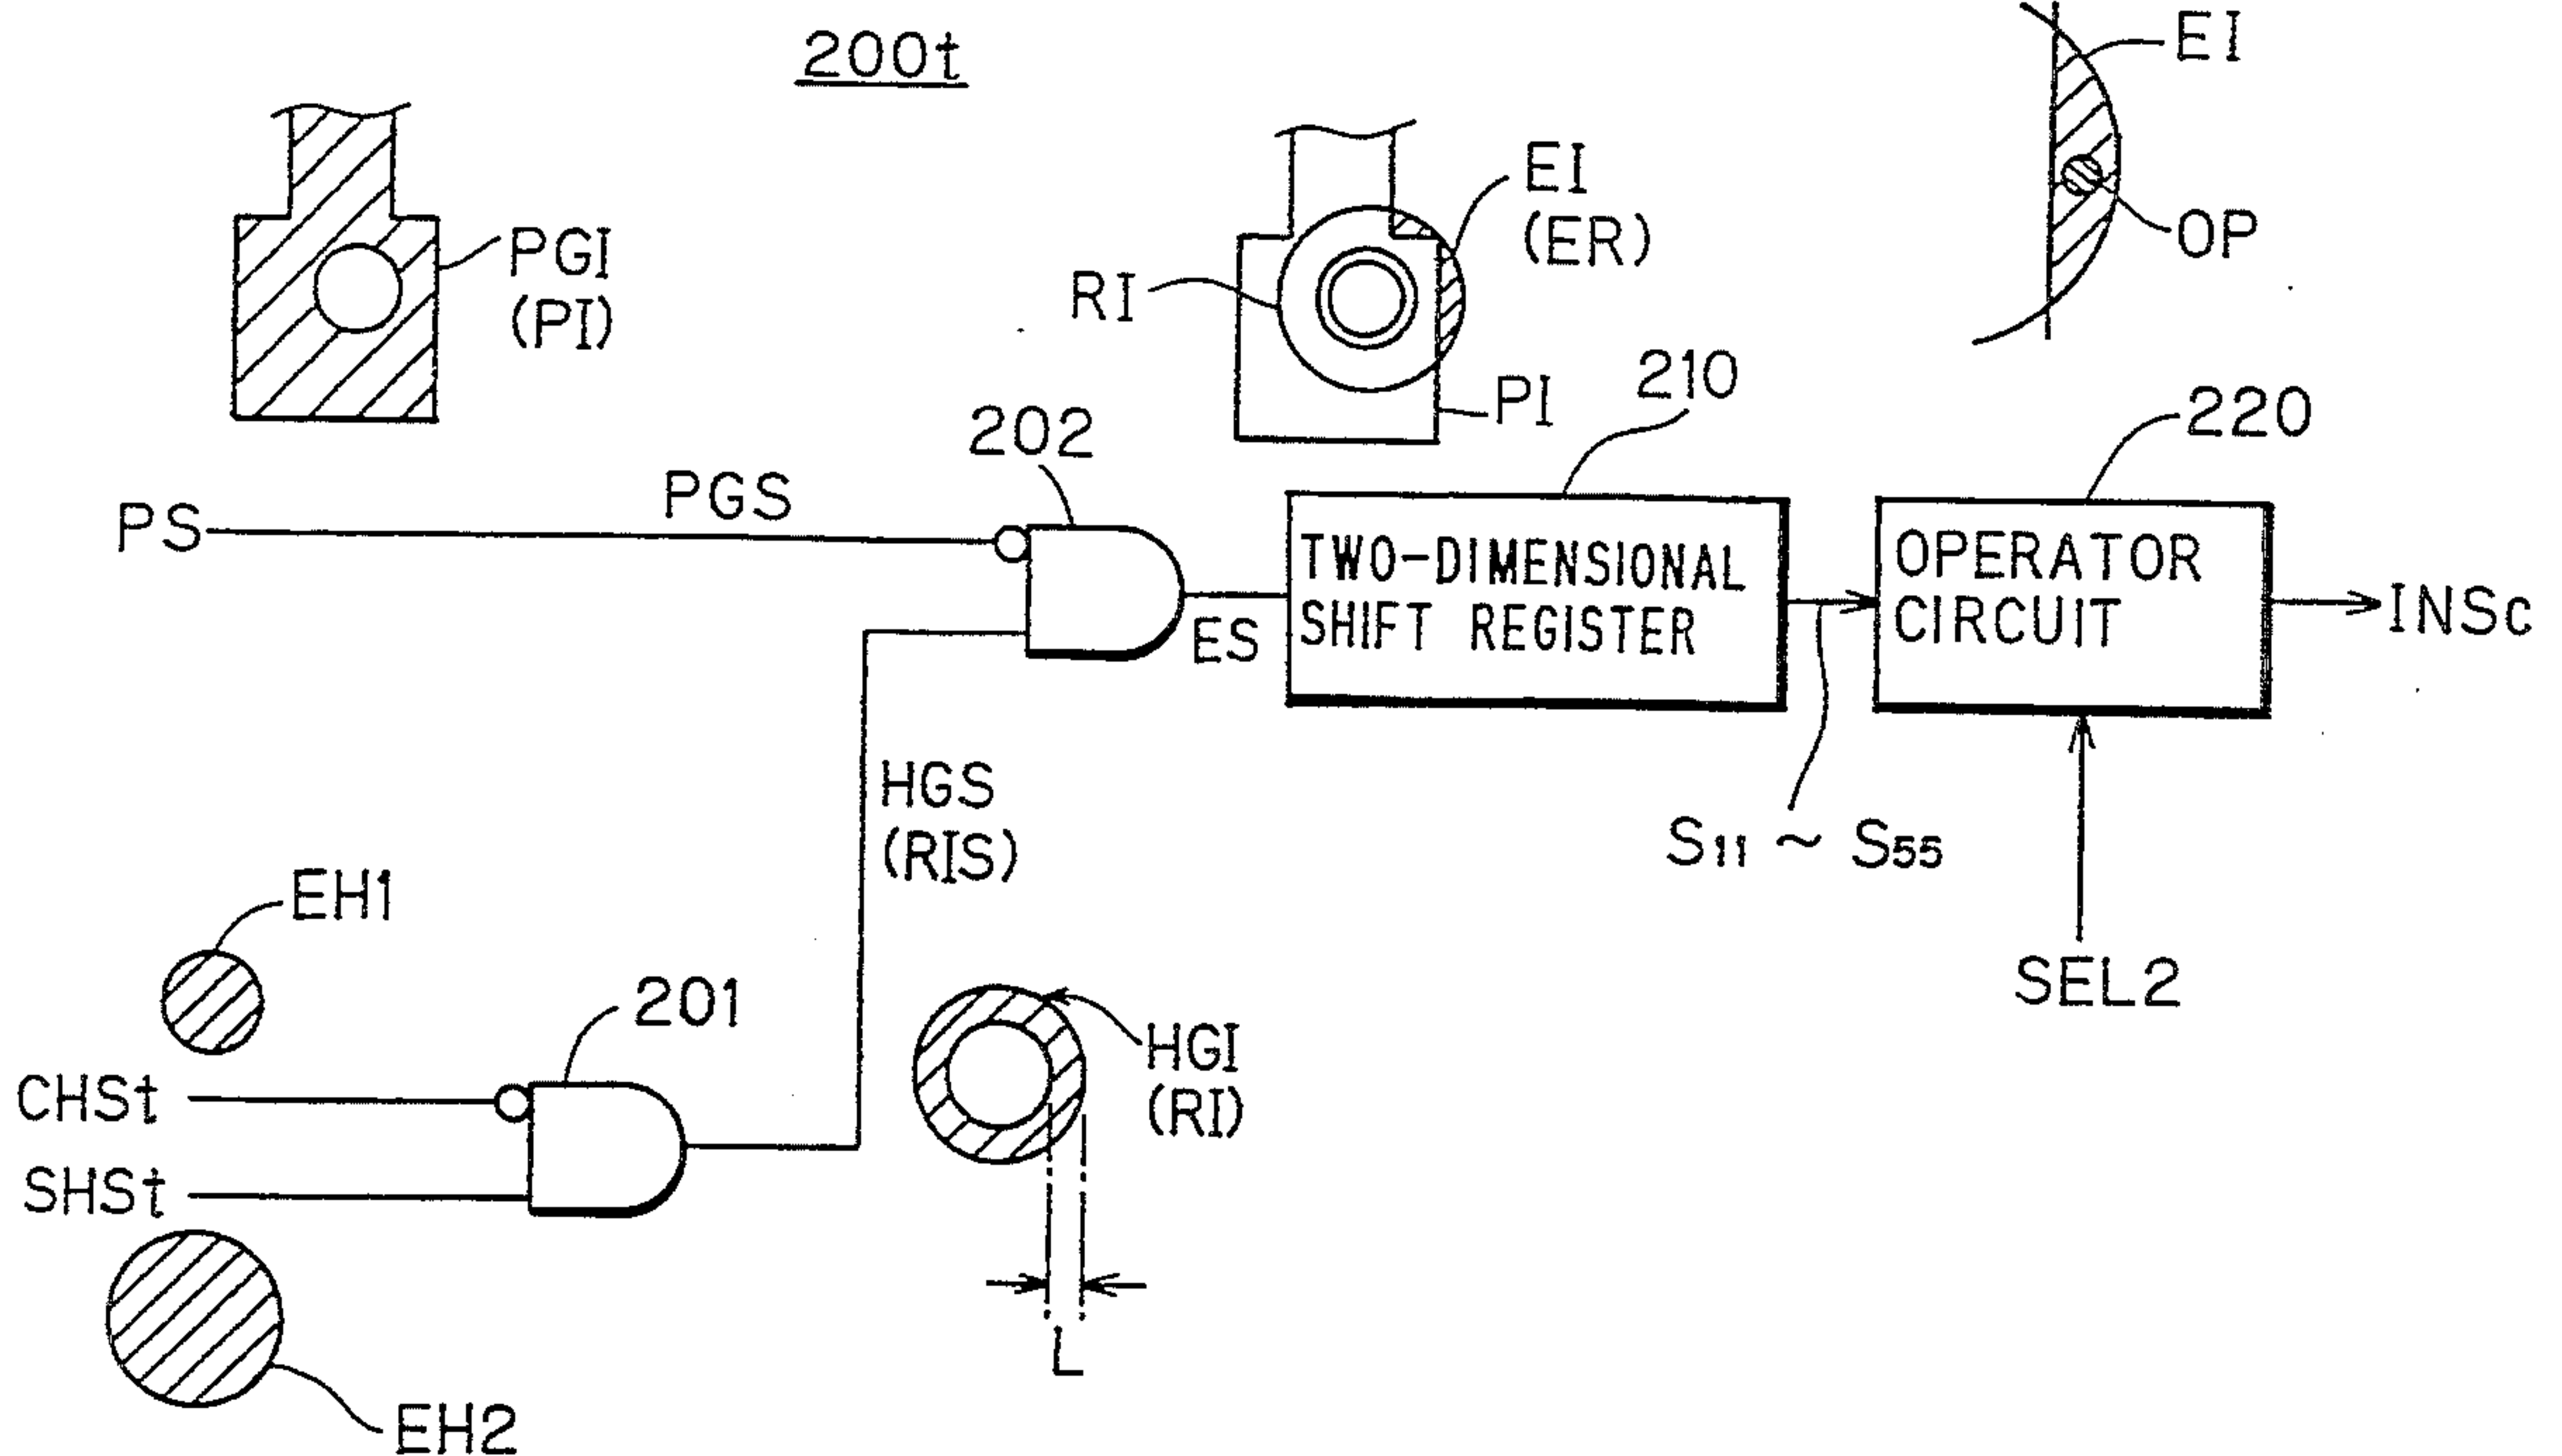 200t
EI
OP
PGI
(PI)
EI
(ER)
RI
PI
210
220
202
PS
PGS
TWO-DIMENSIONAL
SHIFT REGISTER
OPERATOR
CIRCUIT
INSc
ES
HGS
(RIS)
S11 ~ S55
SEL2
EH1
201
HGI
(RI)
CHSt
SHSt
L
EH2